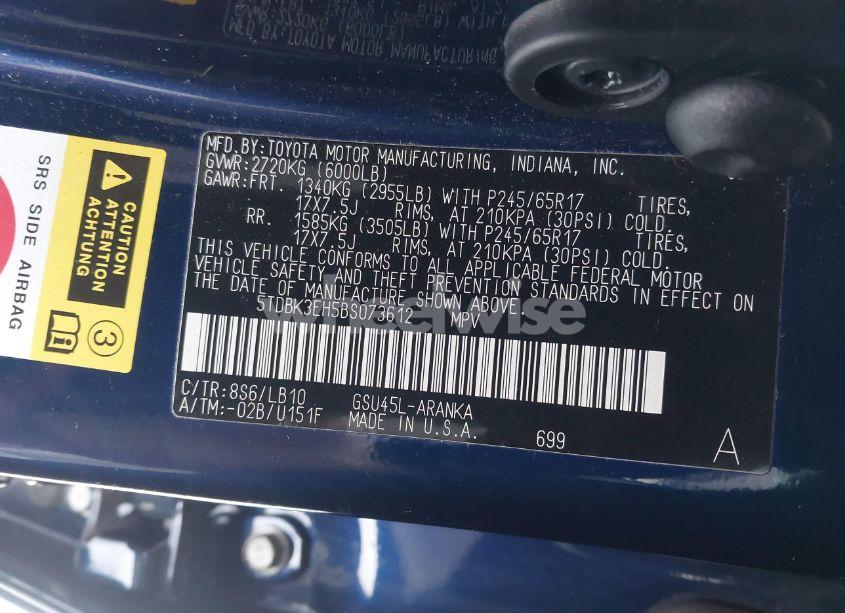 MFD.BY:TOYOTA MOTOR MANUFACTURING, INDIANA, INC.
GVWR:2720KG (6000LB)
GAWR:FRT. 1340KG (2955LB) WITH P245/65R17 TIRES,
17X7.5J RIMS, AT 210KPA (30PSI) COLD.
RR. 1585KG (3505LB) WITH P245/65R17 TIRES,
17X7.5J RIMS, AT 210KPA (30PSI) COLD.
THIS VEHICLE CONFORMS TO ALL APPLICABLE FEDERAL MOTOR
VEHICLE SAFETY AND THEFT PREVENTION STANDARDS IN EFFECT ON
THE DATE OF MANUFACTURE SHOWN ABOVE.
5TDBK3EH5BS073612 MPV
C/TR:8S6/LB10 GSU45L-ARANKA
A/TM:-02B/U151F MADE IN U.S.A.
699
A
SRS SIDE AIRBAG
CAUTION
ATTENTION
ACHTUNG
3
wheelwise